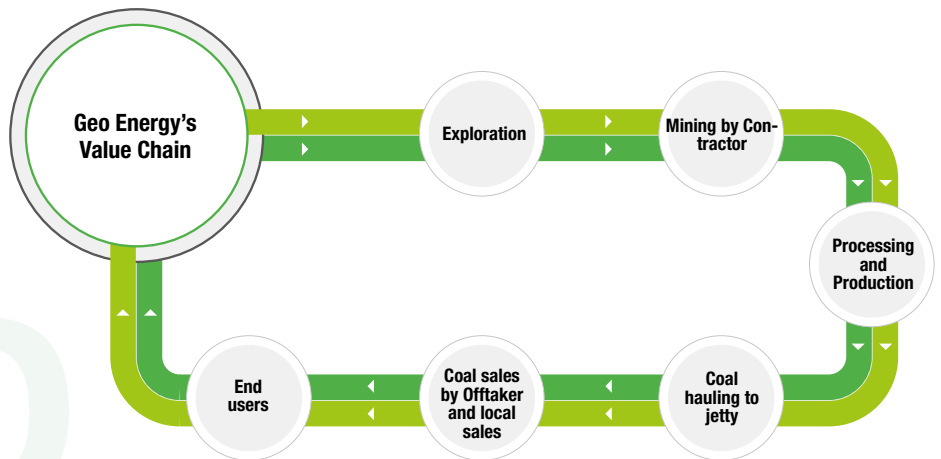 Geo Energy's
Value Chain
Exploration
Mining by Con-
tractor
Processing
and
Production
Coal
hauling to
jetty
Coal sales
by Offtaker
and local
sales
End
users